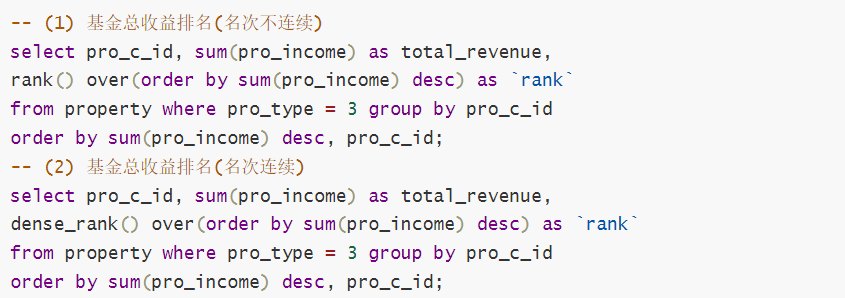 -- (1) 基金总收益排名(名次不连续)
select pro_c_id, sum(pro_income) as total_revenue,
rank() over(order by sum(pro_income) desc) as `rank`
from property where pro_type = 3 group by pro_c_id
order by sum(pro_income) desc, pro_c_id;
-- (2) 基金总收益排名(名次连续)
select pro_c_id, sum(pro_income) as total_revenue,
dense_rank() over(order by sum(pro_income) desc) as `rank`
from property where pro_type = 3 group by pro_c_id
order by sum(pro_income) desc, pro_c_id;